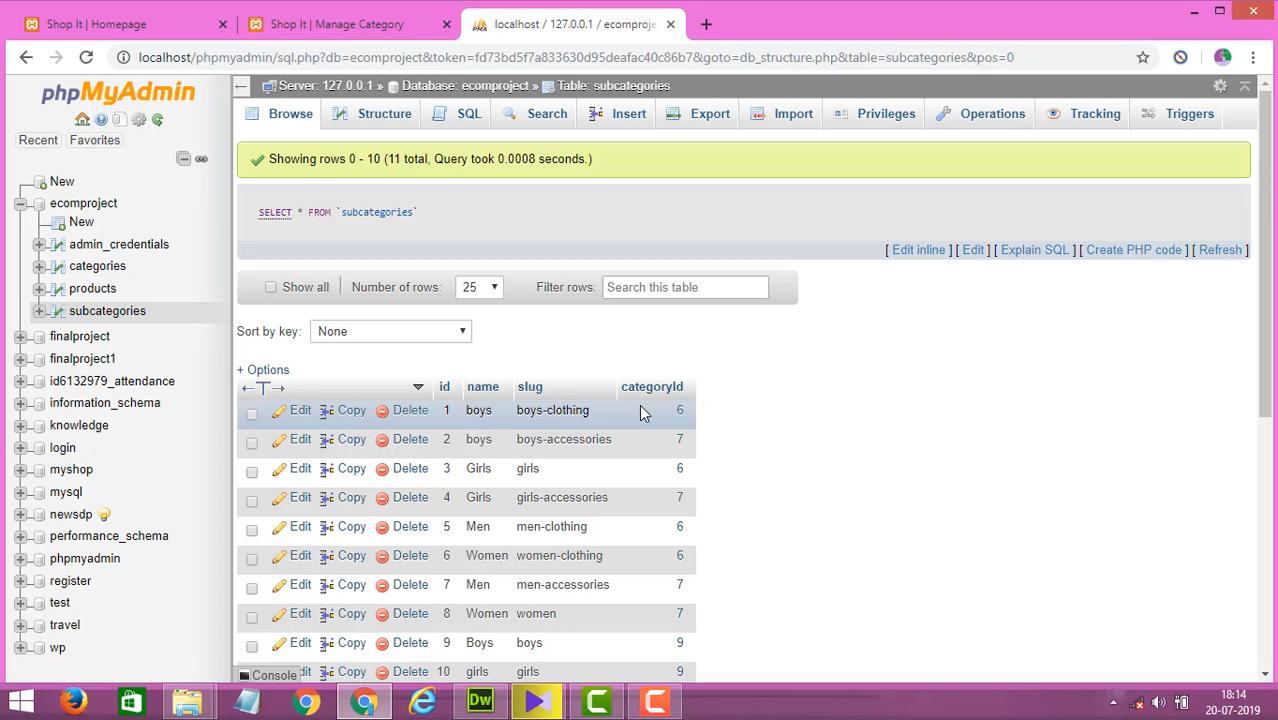 Shop It | Homepage
Shop It | Manage Category
localhost / 127.0.0.1 / ecomproje
localhost/phpmyadmin/sql.php?db=ecomproject&token=fd73bd5f7a833630d95deafac40c86b7&goto=db_structure.php&table=subcategories&pos=0
phpMyAdmin
Recent
Favorites
New
ecomproject
New
admin_credentials
categories
products
subcategories
finalproject
finalproject1
id6132979_attendance
information_schema
knowledge
login
myshop
mysql
newsdp
performance_schema
phpmyadmin
register
test
travel
wp
Server: 127.0.0.1 » Database: ecomproject » Table: subcategories
Browse Structure SQL Search Insert Export Import Privileges Operations Tracking Triggers
Showing rows 0 - 10 (11 total, Query took 0.0008 seconds.)
SELECT * FROM `subcategories`
[ Edit inline ] [ Edit ] [ Explain SQL ] [ Create PHP code ] [ Refresh ]
Show all Number of rows: 25 Filter rows: Search this table
Sort by key: None
+ Options
id name slug categoryId
Edit Copy Delete 1 boys boys-clothing 6
Edit Copy Delete 2 boys boys-accessories 7
Edit Copy Delete 3 Girls girls 6
Edit Copy Delete 4 Girls girls-accessories 7
Edit Copy Delete 5 Men men-clothing 6
Edit Copy Delete 6 Women women-clothing 6
Edit Copy Delete 7 Men men-accessories 7
Edit Copy Delete 8 Women women 7
Edit Copy Delete 9 Boys boys 9
Edit Copy Delete 10 girls girls 9
Console
Dw
18:14
20-07-2019